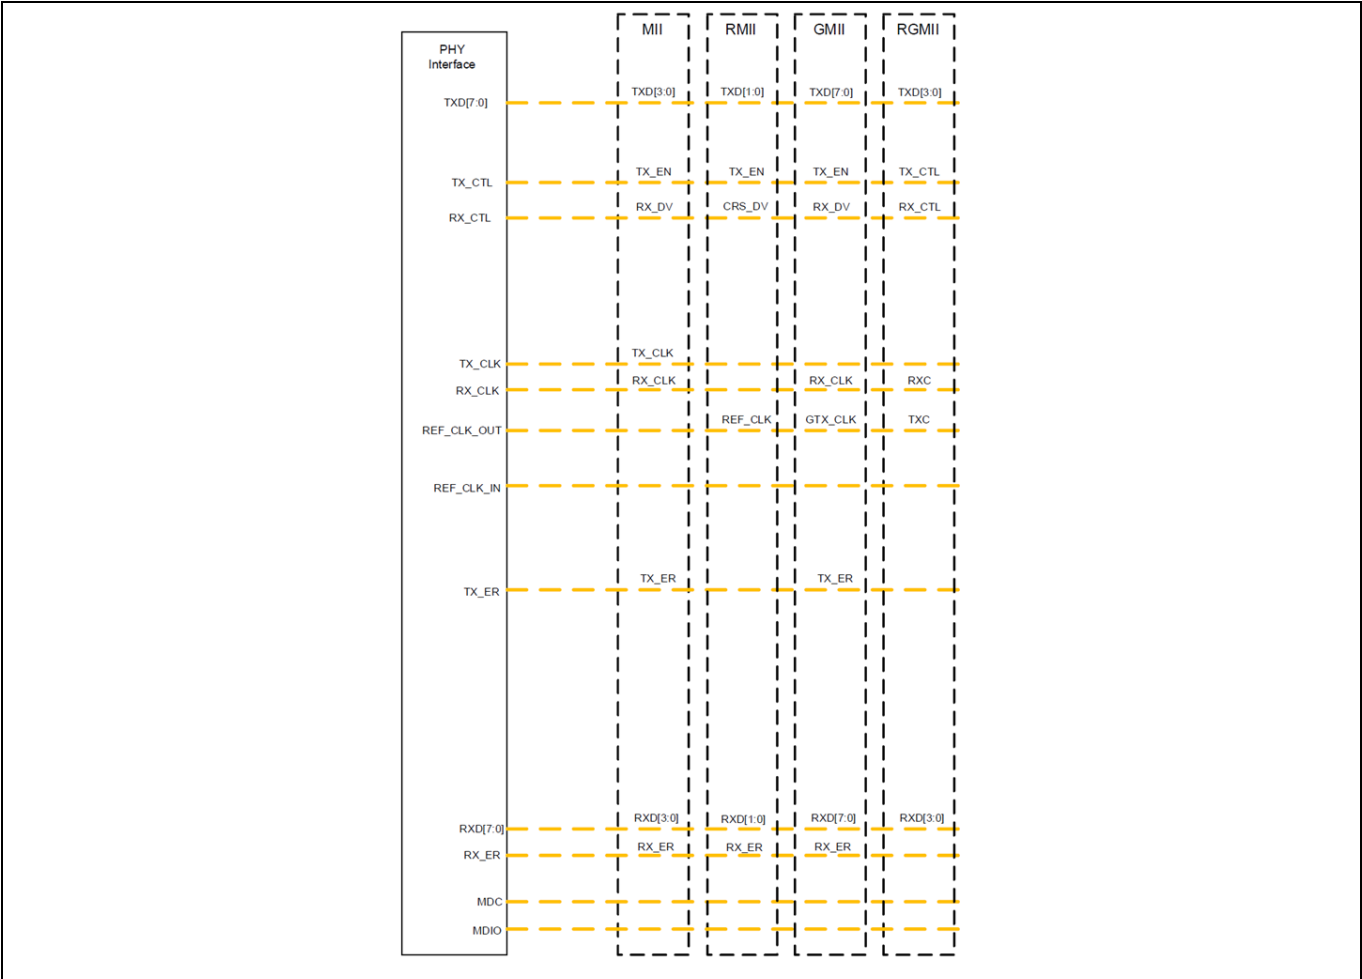 MII RMII GMII RGMII
PHY
Interface
TXD[7:0] TXD[3:0] TXD[1:0] TXD[7:0] TXD[3:0]
TX_CTL TX_EN TX_EN TX_EN TX_CTL
RX_CTL RX_DV CRS_DV RX_DV RX_CTL
TX_CLK TX_CLK
RX_CLK RX_CLK RX_CLK RXC
REF_CLK_OUT REF_CLK GTX_CLK TXC
REF_CLK_IN
TX_ER TX_ER TX_ER
RXD[7:0] RXD[3:0] RXD[1:0] RXD[7:0] RXD[3:0]
RX_ER RX_ER RX_ER RX_ER
MDC
MDIO